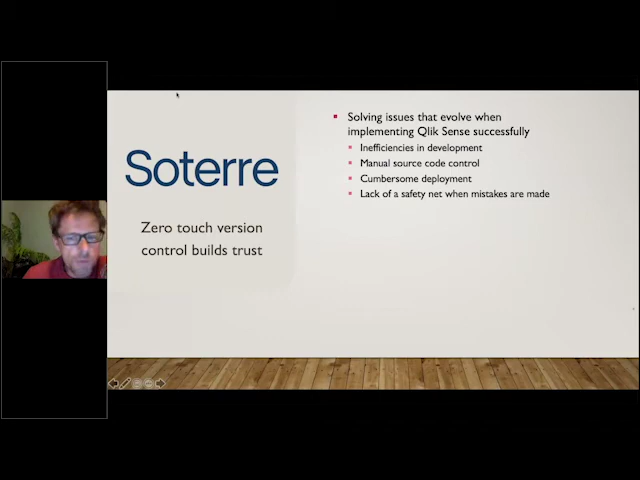 Soterre
Zero touch version
control builds trust
Solving issues that evolve when
implementing Qlik Sense successfully
Inefficiencies in development
Manual source code control
Cumbersome deployment
Lack of a safety net when mistakes are made